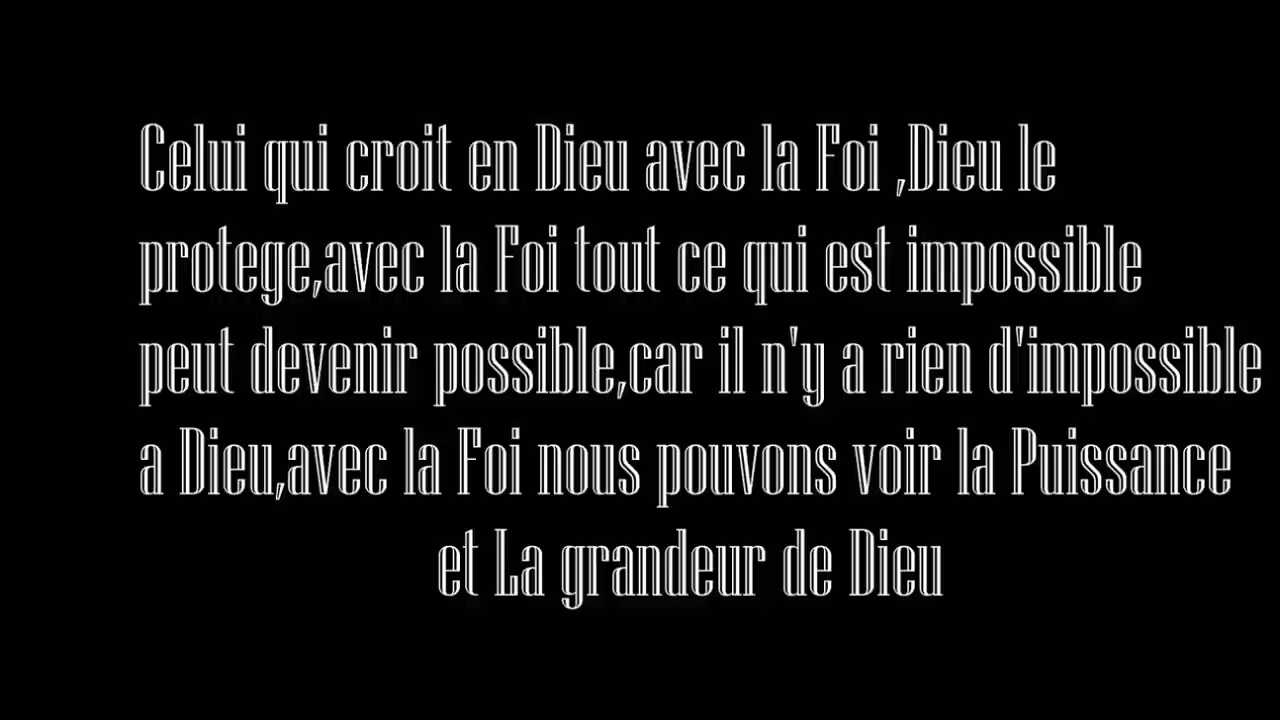 Celui qui croit en Dieu avec la Foi ,Dieu le
protege,avec la Foi tout ce qui est impossible
peut devenir possible,car il n'y a rien d'impossible
a Dieu,avec la Foi nous pouvons voir la Puissance
et La grandeur de Dieu